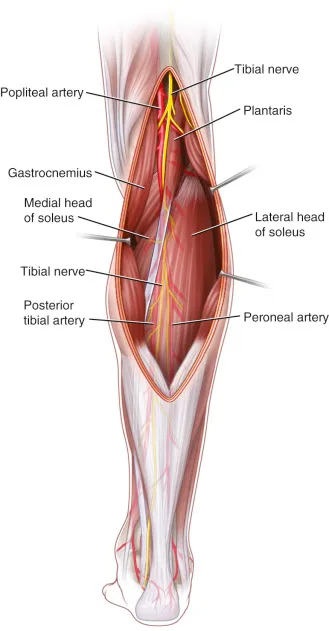 Tibial nerve
Popliteal artery
Plantaris
Gastrocnemius
Medial head
of soleus
Lateral head
of soleus
Tibial nerve
Posterior
tibial artery
Peroneal artery